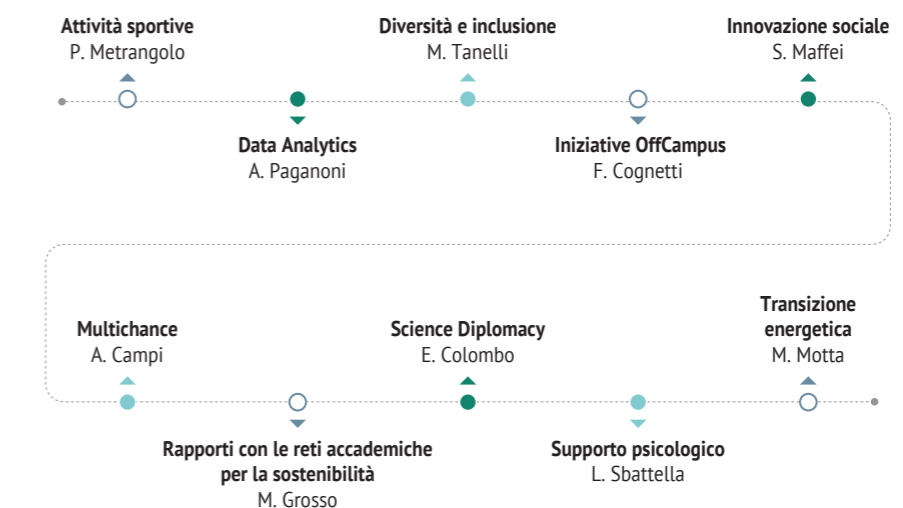 Attività sportive
P. Metrangolo
Data Analytics
A. Paganoni
Diversità e inclusione
M. Tanelli
Iniziative OffCampus
F. Cognetti
Innovazione sociale
S. Maffei
Multichance
A. Campi
Rapporti con le reti accademiche
per la sostenibilità
M. Grosso
Science Diplomacy
E. Colombo
Supporto psicologico
L. Sbattella
Transizione
energetica
M. Motta